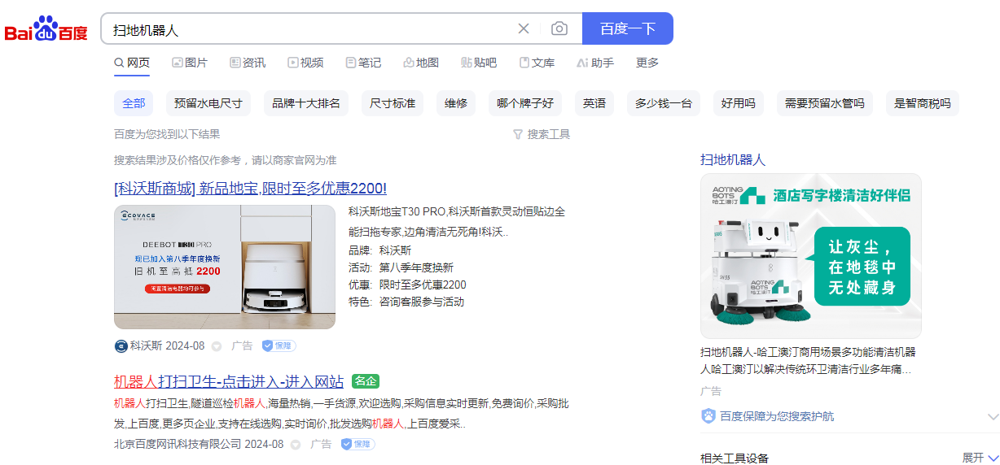 Bai du 百度
扫地机器人
百度一下
网页 图片 资讯 视频 笔记 地图 贴吧 文库 助手 更多
全部 预留水电尺寸 品牌十大排名 尺寸标准 维修 哪个牌子好 英语 多少钱一台 好用吗 需要预留水管吗 是智商税吗
百度为您找到以下结果 搜索工具
搜索结果涉及价格仅作参考，请以商家官网为准
[科沃斯商城] 新品地宝,限时至多优惠2200!
ECOVACS
DEEBOT T30 PRO
现已加入第八季年度换新
旧机至高抵 2200
闲置清洁电器均可参与
科沃斯地宝T30 PRO,科沃斯首款灵动恒贴边全
能扫拖专家,边角清洁无死角!科沃..
品牌: 科沃斯
活动: 第八季年度换新
优惠: 限时至多优惠2200
特色: 咨询客服参与活动
科沃斯 2024-08 广告 保障
机器人打扫卫生-点击进入-进入网站 名企
机器人打扫卫生,隧道巡检机器人,海量热销,一手货源,欢迎选购,采购信息实时更新,免费询价,采购批
发,上百度,更多页企业,支持在线选购,实时询价,批发选购机器人,上百度爱采..
北京百度网讯科技有限公司 2024-08 广告 保障
扫地机器人
AOTING
BOTS
哈工澳汀
酒店写字楼清洁好伴侣
让灰尘，
在地毯中
无处藏身
AOTING
BOTS
哈工澳汀
扫地机器人-哈工澳汀商用场景多功能清洁机器
人哈工澳汀以解决传统环卫清洁行业多年痛...
广告
百度保障为您搜索护航
相关工具设备 展开